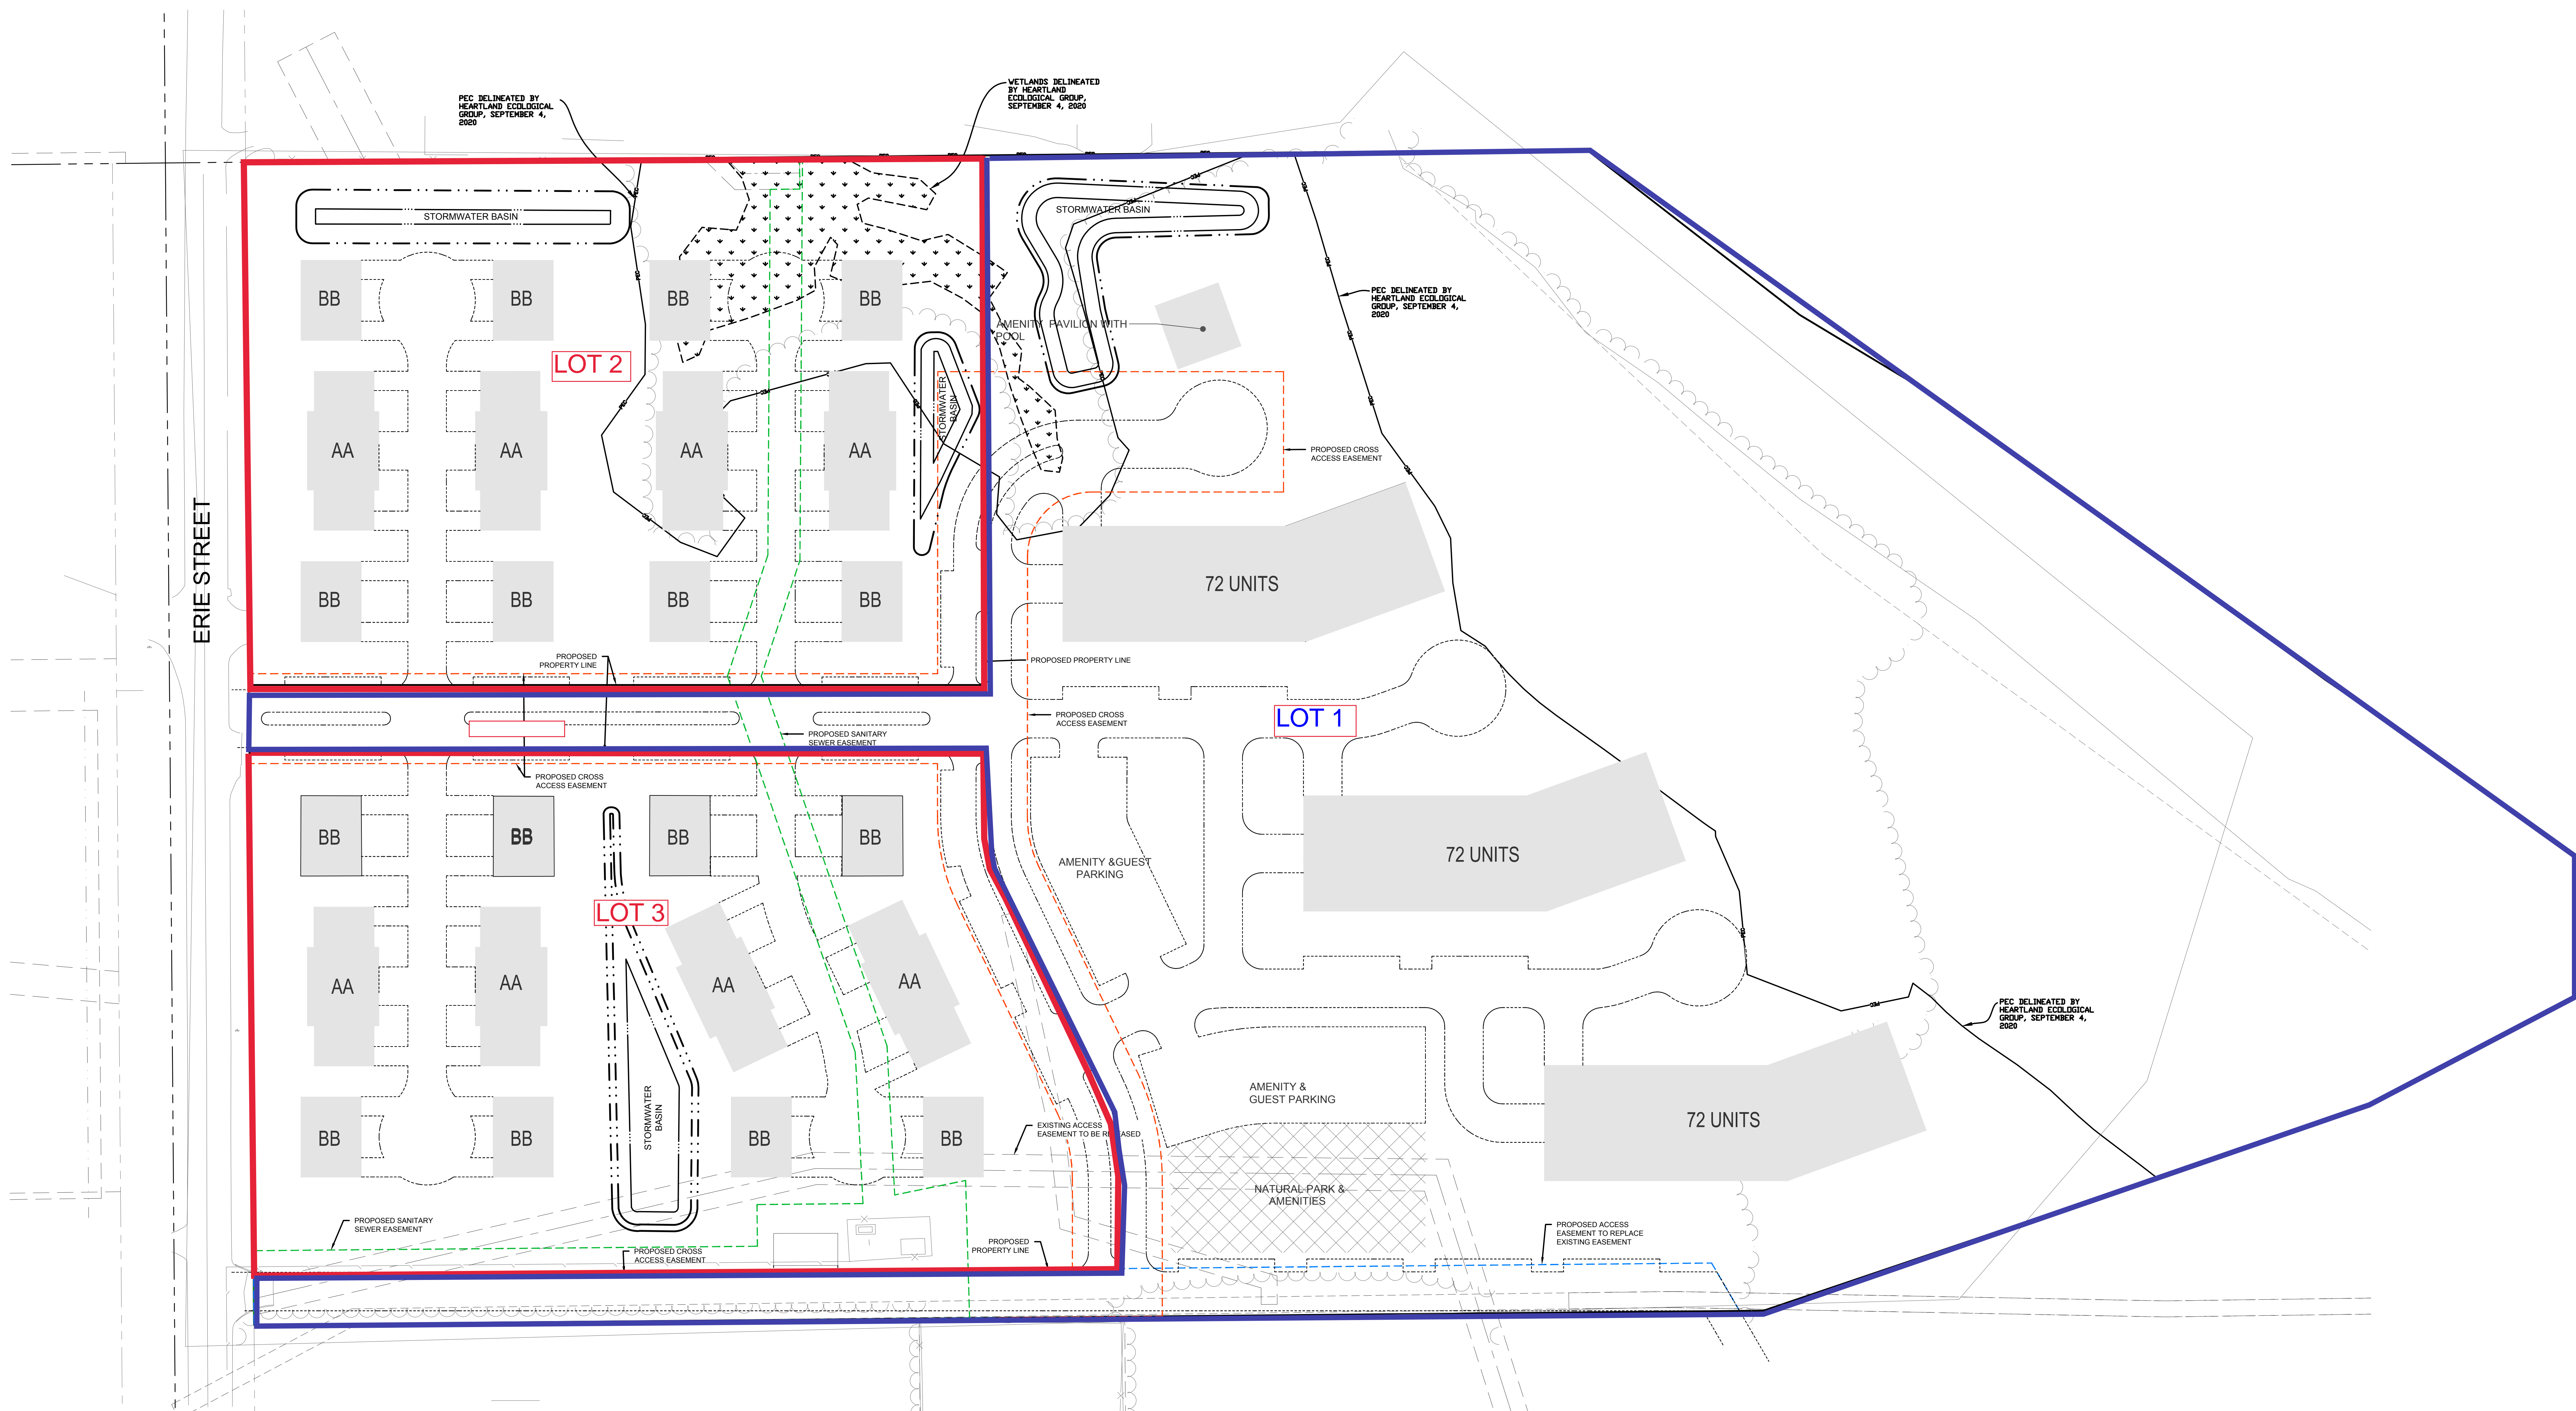 WETLANDS DELINEATED
BY HEARTLAND
ECOLOGICAL GROUP,
SEPTEMBER 4, 2020
PEC DELINEATED BY
HEARTLAND ECOLOGICAL
GROUP, SEPTEMBER 4,
2020
STORMWATER BASIN
STORMWATER BASIN
BB
BB
BB
BB
PEC DELINEATED BY
HEARTLAND ECOLOGICAL
GROUP, SEPTEMBER 4,
2020
AMENITY PAVILION WITH
POOL
LOT 2
STORMWATER
BASIN
AA
AA
AA
AA
PROPOSED CROSS
ACCESS EASEMENT
ERIE STREET
72 UNITS
BB
BB
BB
BB
PROPOSED
PROPERTY LINE
PROPOSED PROPERTY LINE
LOT 1
PROPOSED CROSS
ACCESS EASEMENT
PROPOSED SANITARY
SEWER EASEMENT
PROPOSED CROSS
ACCESS EASEMENT
BB
BB
BB
BB
72 UNITS
AMENITY &GUEST
PARKING
LOT 3
AA
AA
AA
AA
PEC DELINEATED BY
HEARTLAND ECOLOGICAL
GROUP, SEPTEMBER 4,
2020
AMENITY &
GUEST PARKING
STORMWATER
BASIN
72 UNITS
EXISTING ACCESS
EASEMENT TO BE RELEASED
BB
BB
BB
BB
NATURAL PARK &
AMENITIES
PROPOSED SANITARY
SEWER EASEMENT
PROPOSED ACCESS
EASEMENT TO REPLACE
EXISTING EASEMENT
PROPOSED
PROPERTY LINE
PROPOSED CROSS
ACCESS EASEMENT